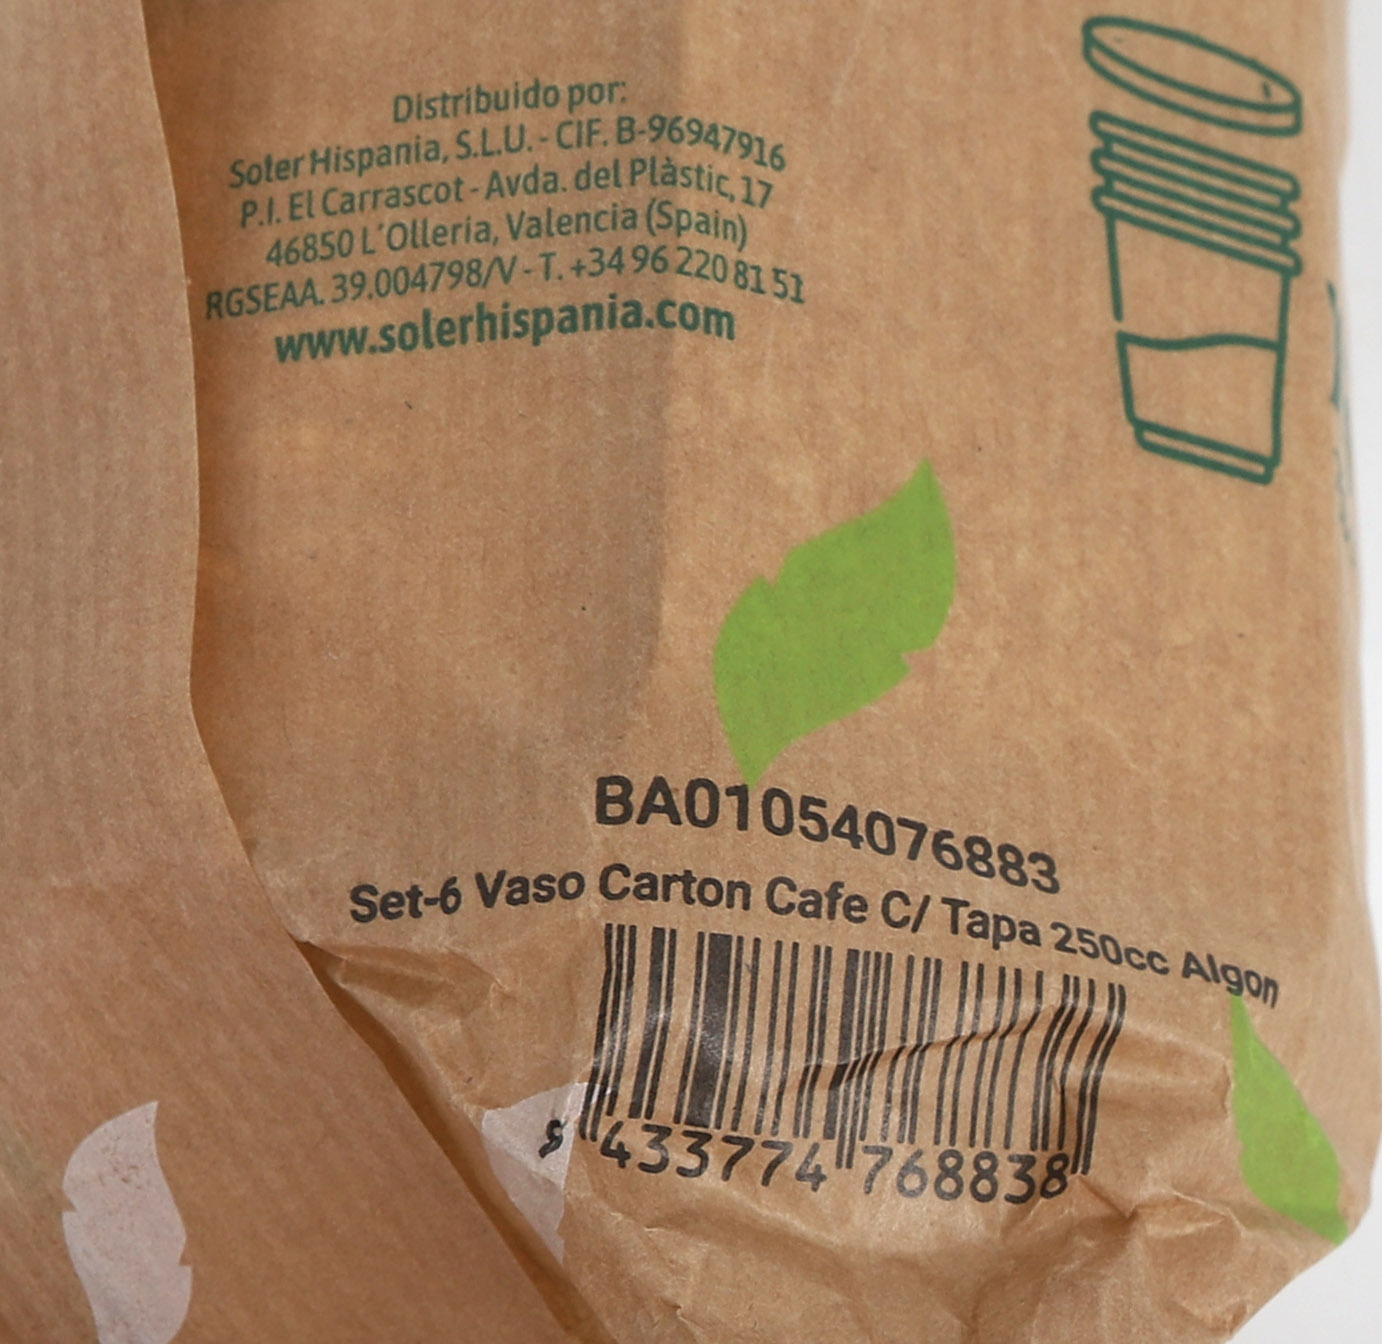 Distribuido por:
Soler Hispania, S.L.U. - CIF. B-96947916
P.I. El Carrascot - Avda. del Plàstic, 17
46850 L´Olleria, Valencia (Spain)
RGSEAA. 39.004798/V - T. +34 96 220 81 51
www.solerhispania.com
BA01054076883
Set-6 Vaso Carton Cafe C/ Tapa 250cc Algon
433774 768838